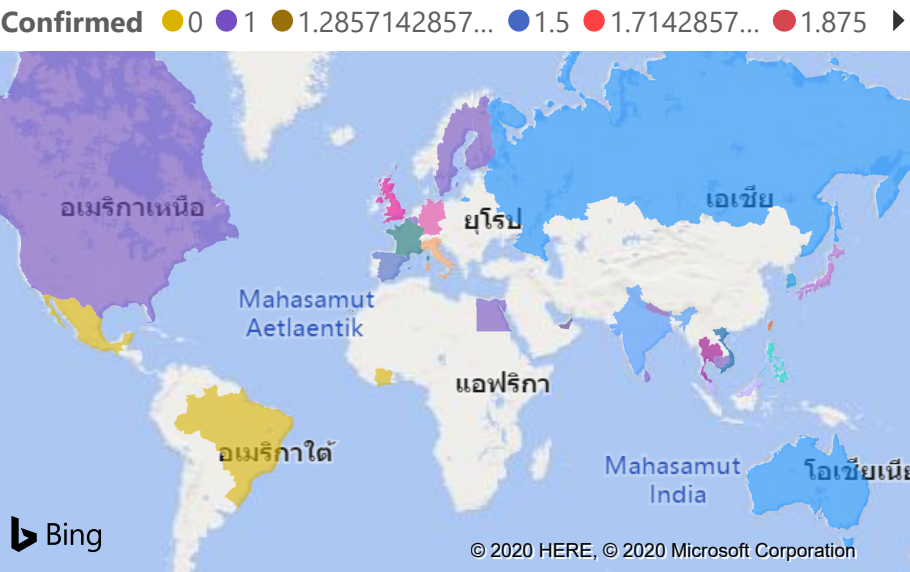 Confirmed 0 1 1.2857142857... 1.5 1.7142857... 1.875
อเมริกาเหนือ
เอเชีย
ยุโรป
Mahasamut
Aetlaentik
แอฟริกา
อเมริกาใต้
Mahasamut
India
โอเชียเนีย
Bing
© 2020 HERE, © 2020 Microsoft Corporation